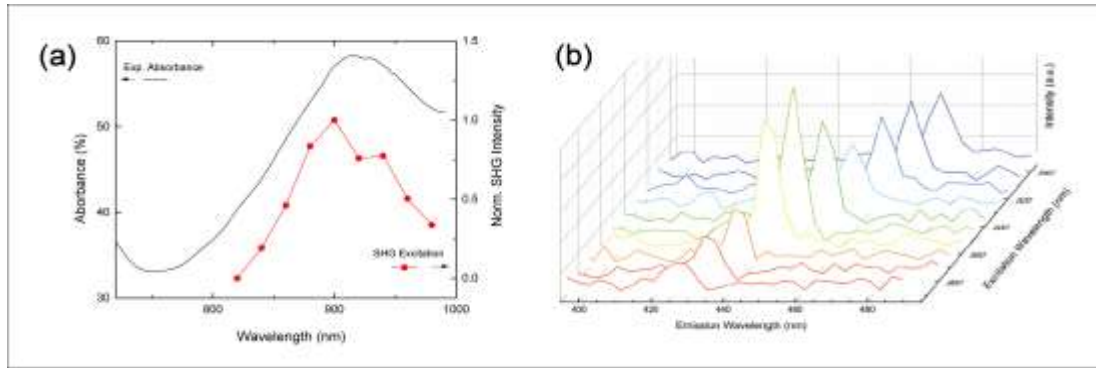 (a)
60
50
40
30
Absorbance (%)
Exp. Absorbance
1.5
1.0
0.5
0.0
Norm. SHG Intensity
SHG Excitation
800
900
1000
Wavelength (nm)
(b)
Intensity (a.u.)
Excitation Wavelength (nm)
400
420
440
460
480
Emission Wavelength (nm)